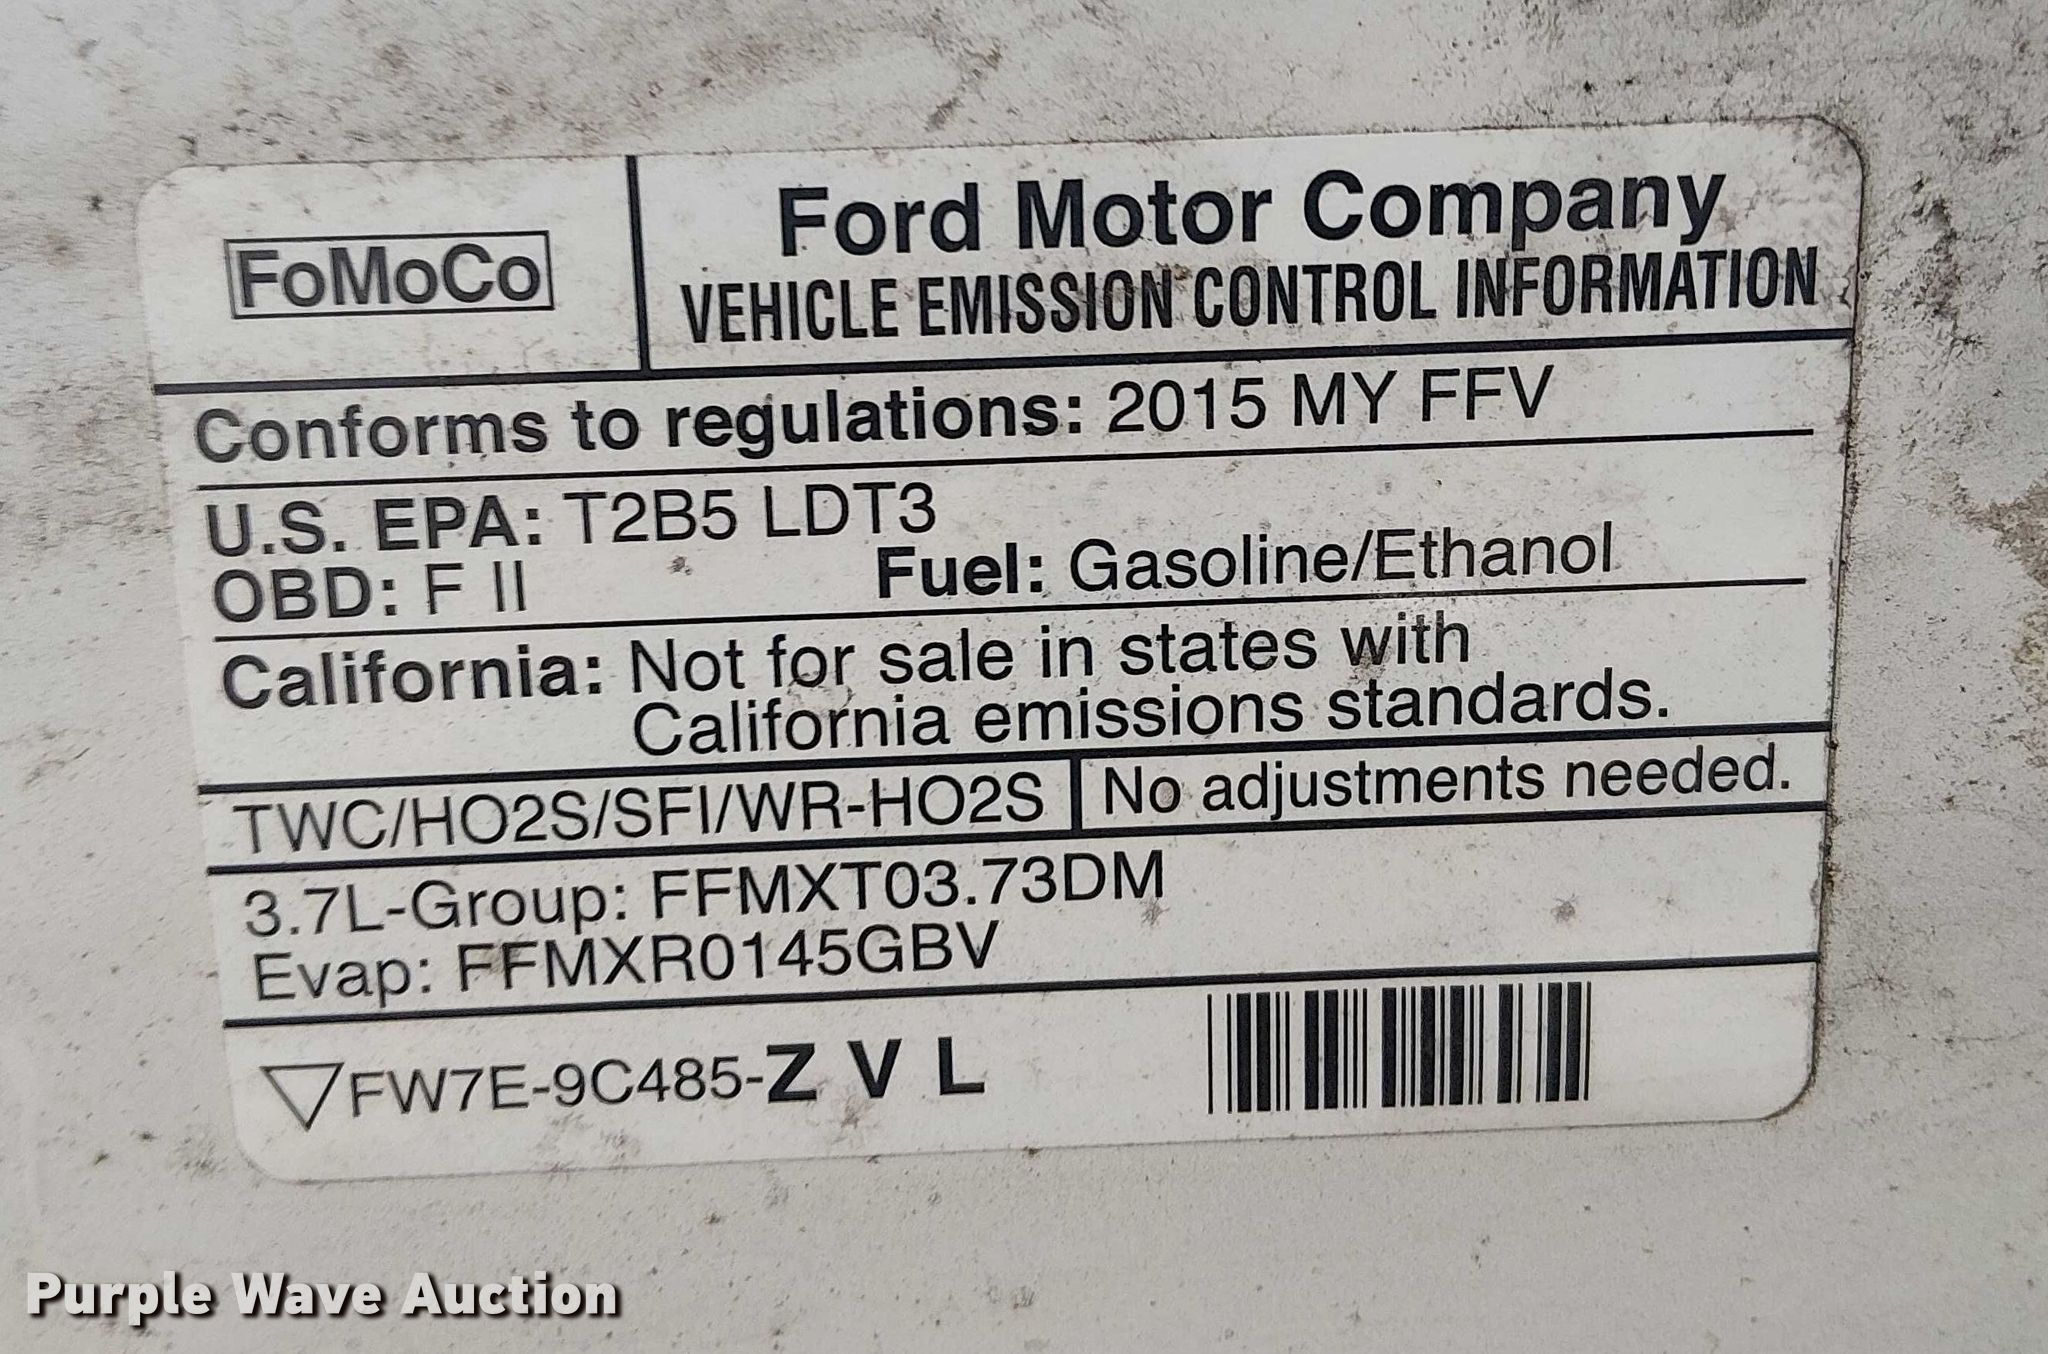 FoMoCo
Ford Motor Company
VEHICLE EMISSION CONTROL INFORMATION
Conforms to regulations: 2015 MY FFV
U.S. EPA: T2B5 LDT3
OBD: F II Fuel: Gasoline/Ethanol
California: Not for sale in states with
California emissions standards.
TWC/HO2S/SFI/WR-HO2S No adjustments needed.
3.7L-Group: FFMXT03.73DM
Evap: FFMXR0145GBV
FW7E-9C485-Z V L
Purple Wave Auction